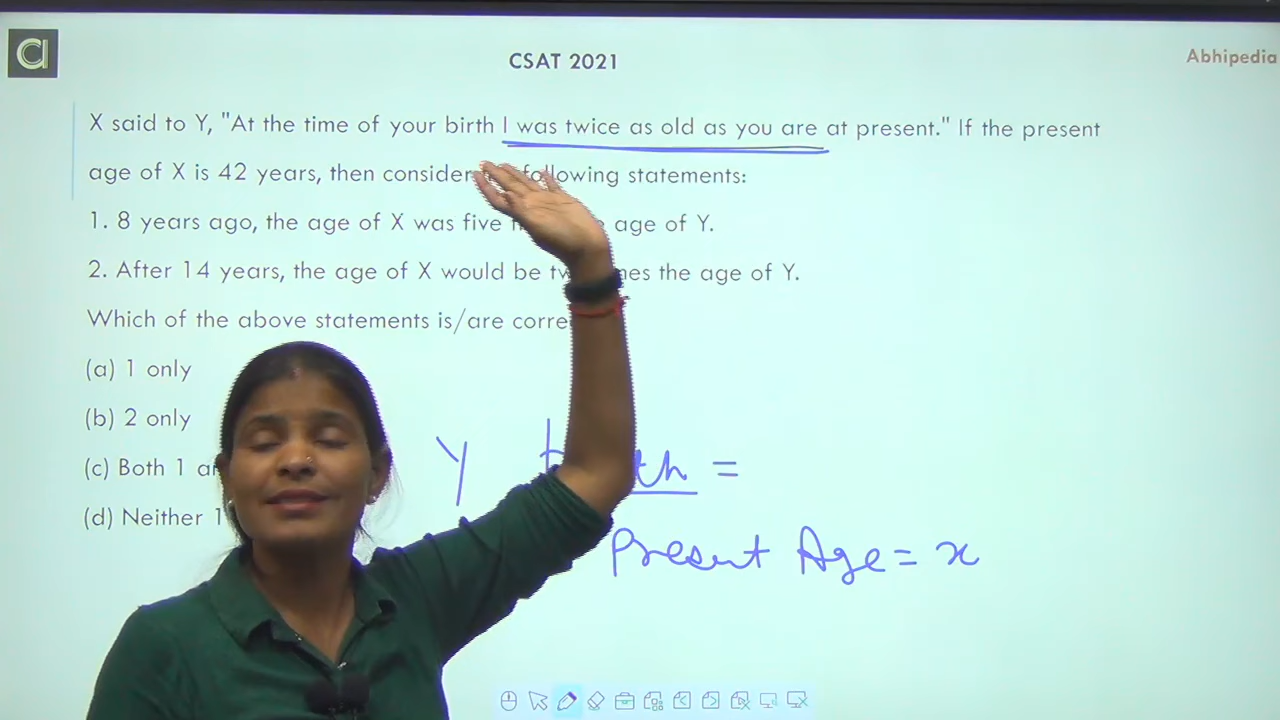 CSAT 2021
Abhipedia
X said to Y, "At the time of your birth I was twice as old as you are at present." If the present
age of X is 42 years, then consider following statements:
1. 8 years ago, the age of X was five age of Y.
2. After 14 years, the age of X would be the age of Y.
Which of the above statements is/are
(a) 1 only
(b) 2 only
(c) Both 1
(d) Neither 1
Y =
Present Age = x